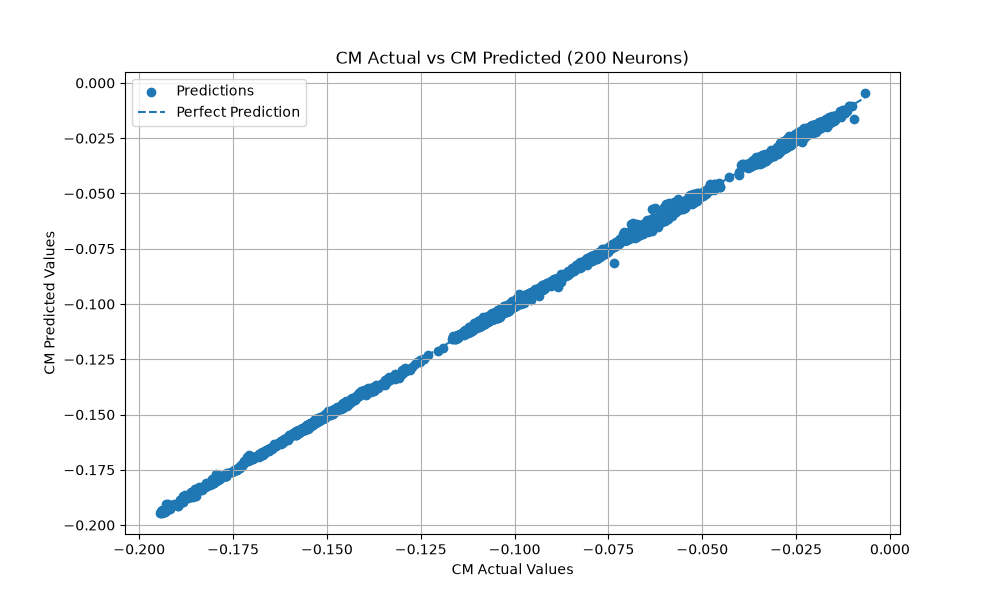 CM Actual vs CM Predicted (200 Neurons)
Predictions
Perfect Prediction
CM Predicted Values
0.000
−0.025
−0.050
−0.075
−0.100
−0.125
−0.150
−0.175
−0.200
−0.200 −0.175 −0.150 −0.125 −0.100 −0.075 −0.050 −0.025 0.000
CM Actual Values